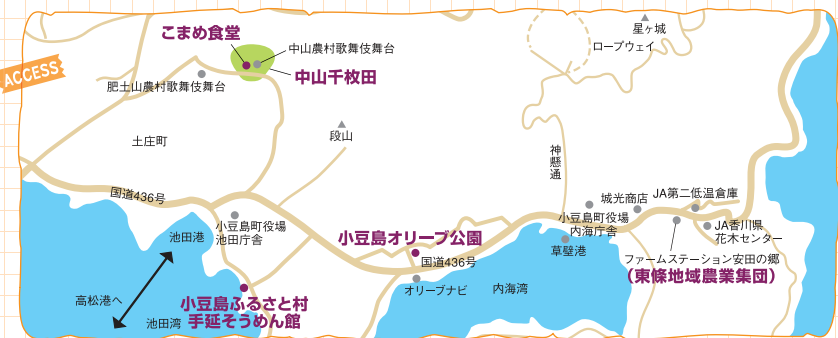 ACCESS
こまめ食堂
中山農村歌舞伎舞台
中山千枚田
肥土山農村歌舞伎舞台
土庄町
段山
星ヶ城
ロープウェイ
神懸通
国道436号
池田港
小豆島町役場
池田庁舎
高松港へ
池田湾
小豆島ふるさと村
手延そうめん館
小豆島オリーブ公園
国道436号
オリーブナビ
内海湾
小豆島町役場
内海庁舎
草壁港
城光商店
JA第二低温倉庫
JA香川県
花木センター
ファームステーション安田の郷
（東條地域農業集団）